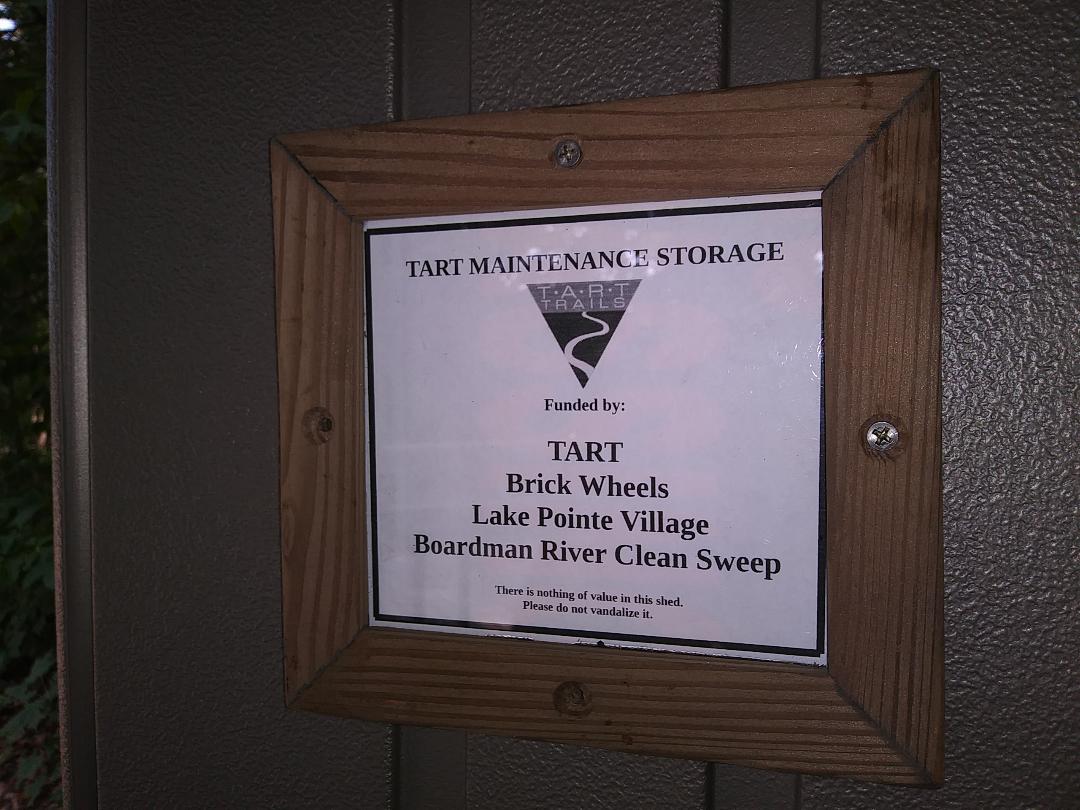 TART MAINTENANCE STORAGE
T·A·R·T
TRAILS
Funded by:
TART
Brick Wheels
Lake Pointe Village
Boardman River Clean Sweep
There is nothing of value in this shed.
Please do not vandalize it.